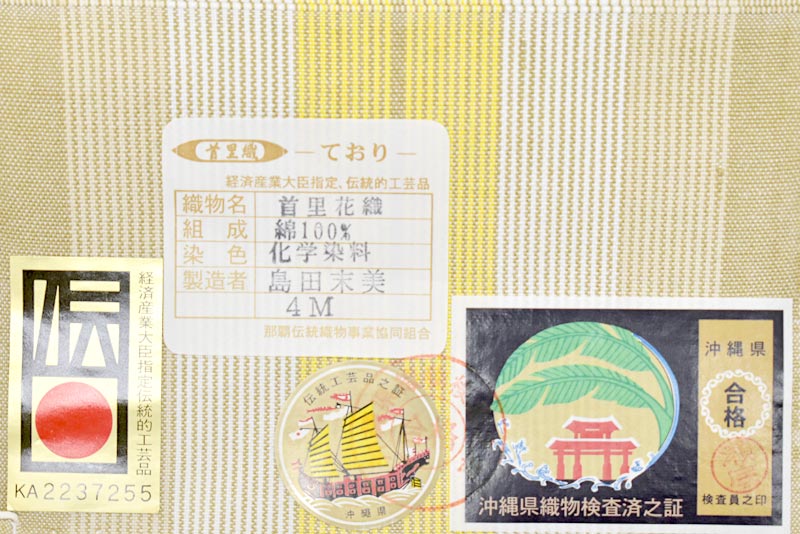 首里織
―ており―
経済産業大臣指定、伝統的工芸品
織物名 首里花織
組成 綿100%
染色 化学染料
製造者 島田末美
4M
那覇伝統織物事業協同組合
伝
経済産業大臣指定伝統的工芸品
KA2237255
伝統工芸品之証
沖縄県
沖縄県
合格
検査員之印
沖縄県織物検査済之証